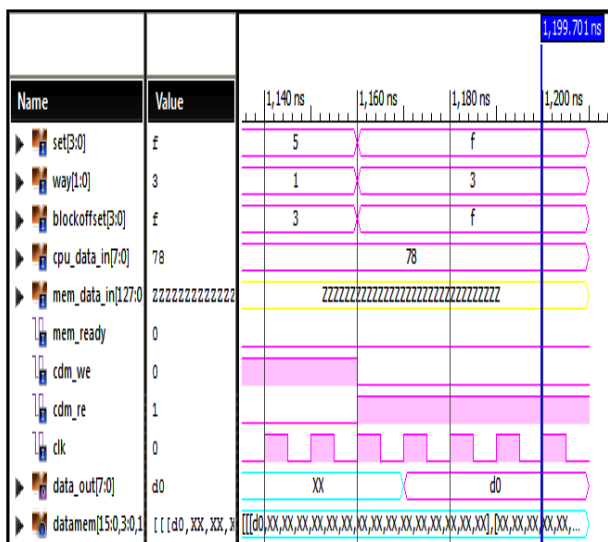 1,199.701 ns
Name Value 1,140 ns 1,160 ns 1,180 ns 1,200 ns
set[3:0] f 5 f
way[1:0] 3 1 3
blockoffset[3:0] f 3 f
cpu_data_in[7:0] 78 78
mem_data_in[127:0 ZZZZZZZZZZZZZ ZZZZZZZZZZZZZZZZZZZZZZZZZZZZZZZZ
mem_ready 0
cdm_we 0
cdm_re 1
clk 0
data_out[7:0] d0 XX d0
datamem[15:0,3:0,1 [[[d0,XX,XX,X [[[d0,XX,XX,XX,XX,XX,XX,XX,XX,XX,XX,XX,XX,XX,XX,XX],[XX,XX,XX,XX,XX,...